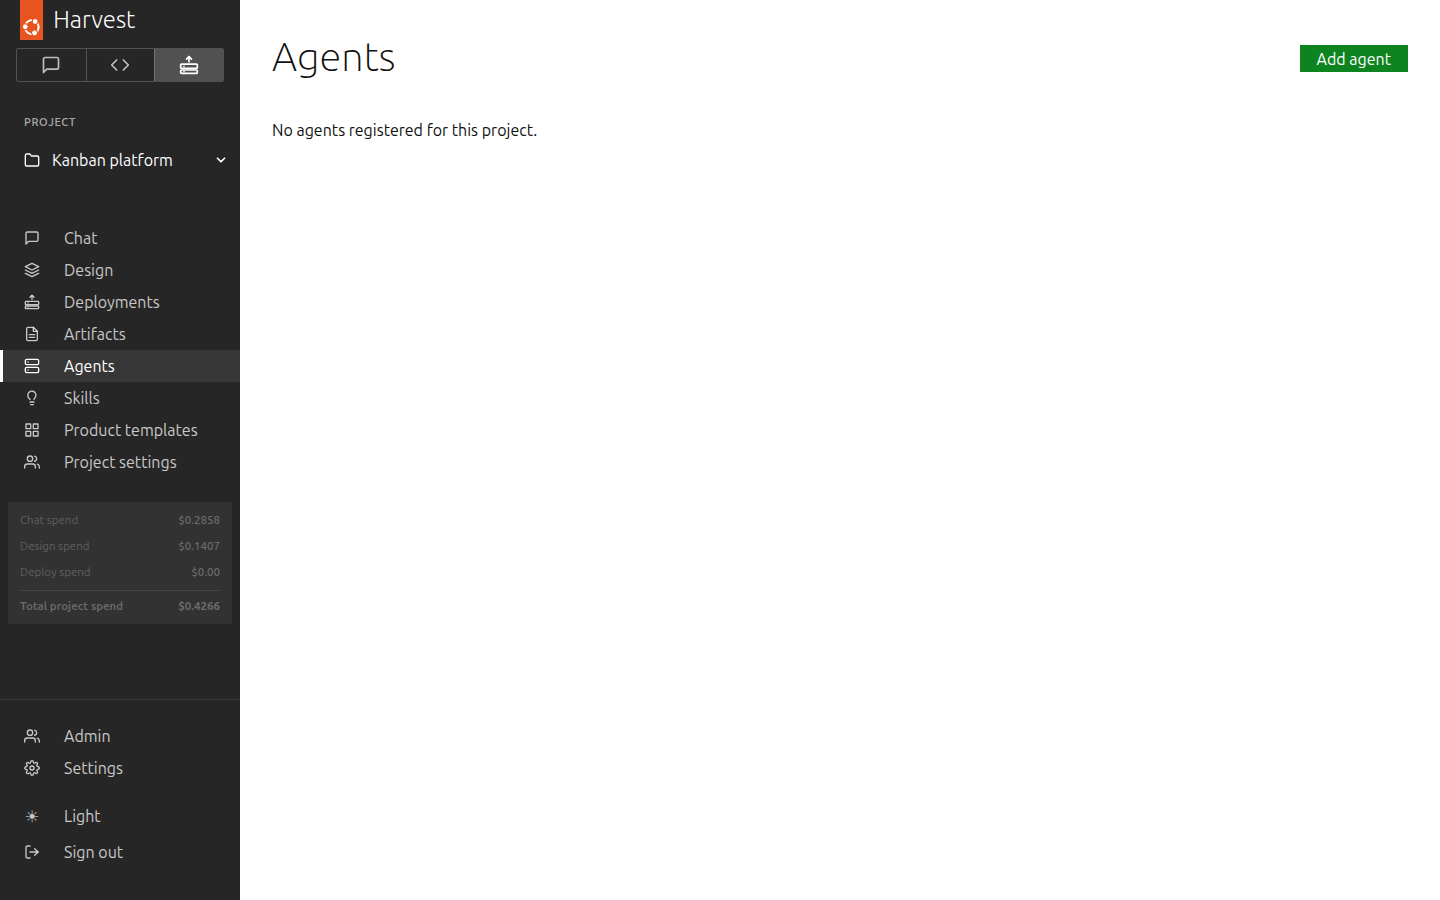 Harvest
PROJECT
Kanban platform
Chat
Design
Deployments
Artifacts
Agents
Skills
Product templates
Project settings
Chat spend $0.2858
Design spend $0.1407
Deploy spend $0.00
Total project spend $0.4266
Admin
Settings
Light
Sign out
Agents
Add agent
No agents registered for this project.